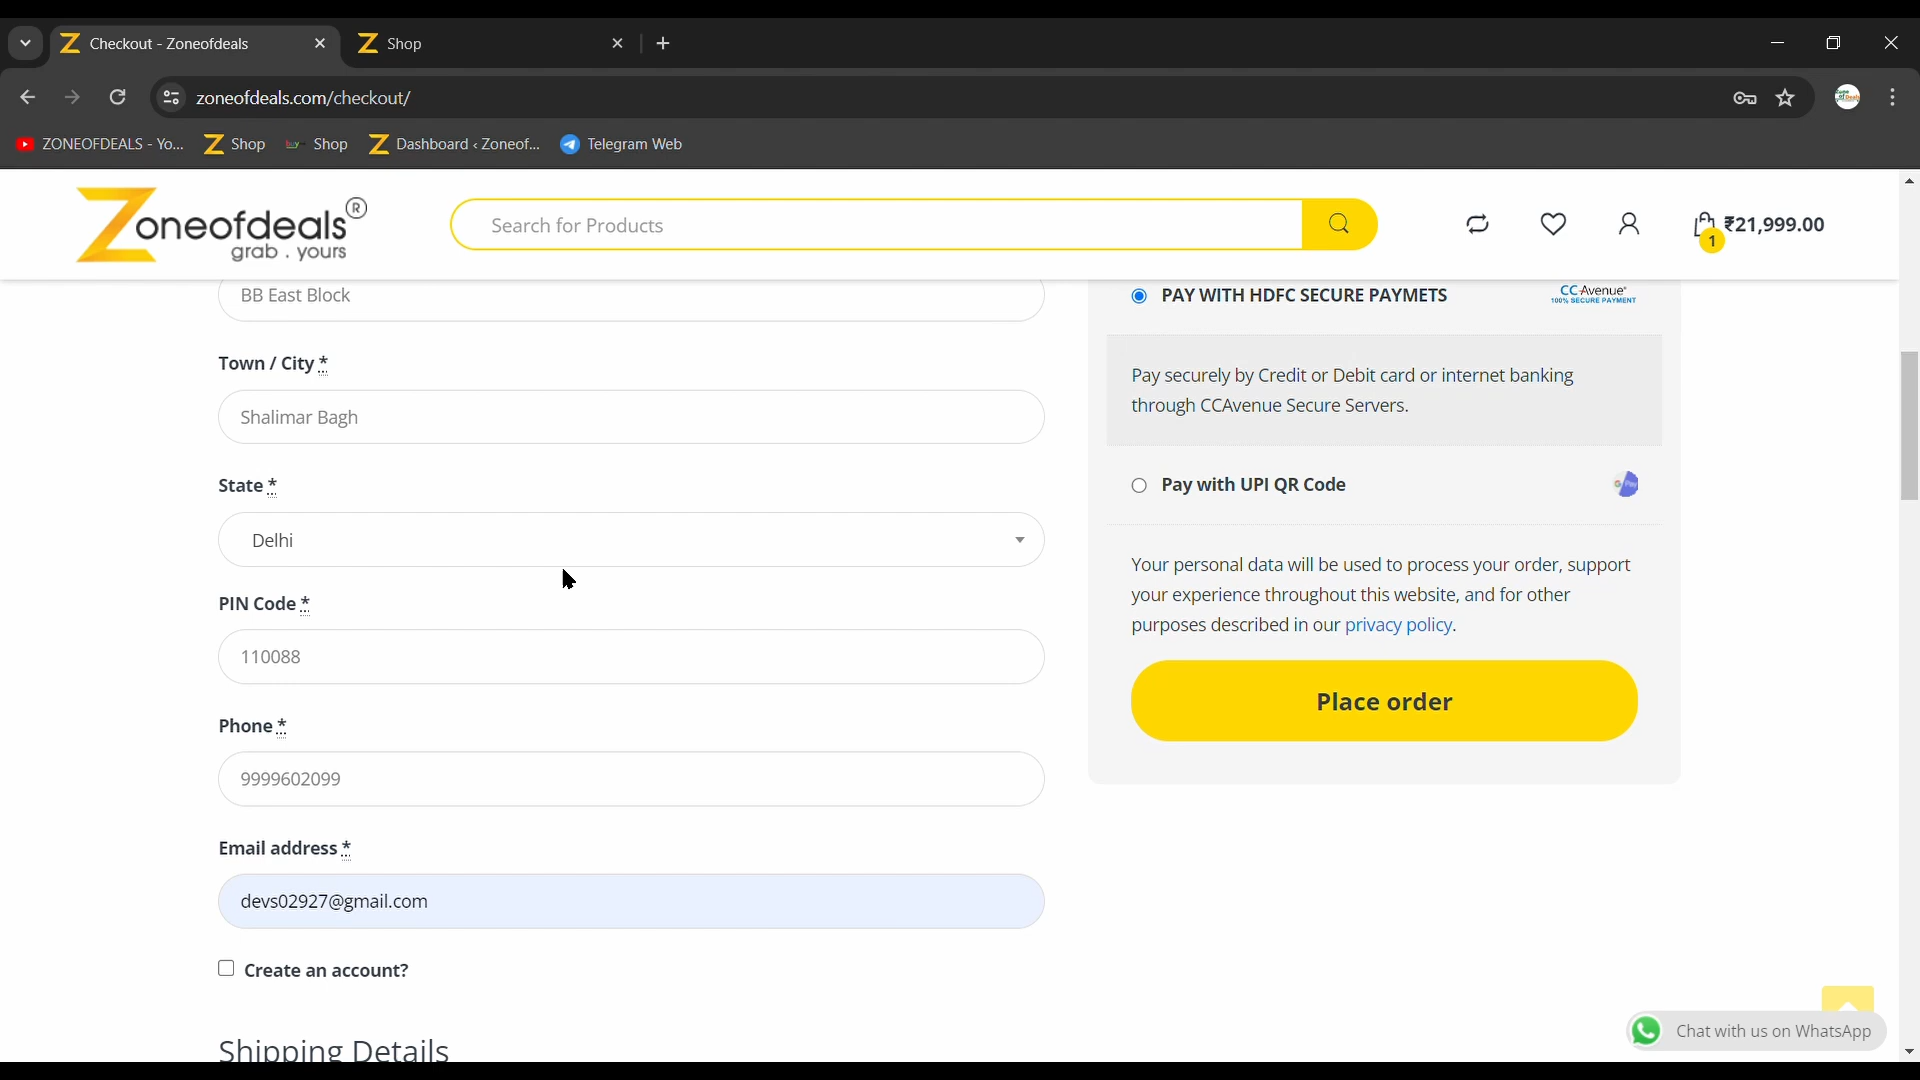 Checkout - Zoneofdeals
Shop
zoneofdeals.com/checkout/
ZONEOFDEALS - Yo...
Shop
Shop
Dashboard ‹ Zoneof...
Telegram Web
Zoneofdeals®
grab . yours
Search for Products
1
₹21,999.00
BB East Block
Town / City *
Shalimar Bagh
State *
Delhi
PIN Code *
110088
Phone *
9999602099
Email address *
devs02927@gmail.com
Create an account?
Shipping Details
PAY WITH HDFC SECURE PAYMETS
CCAvenue
100% SECURE PAYMENT
Pay securely by Credit or Debit card or internet banking
through CCAvenue Secure Servers.
Pay with UPI QR Code
G Pay
Your personal data will be used to process your order, support
your experience throughout this website, and for other
purposes described in our privacy policy.
Place order
Chat with us on WhatsApp